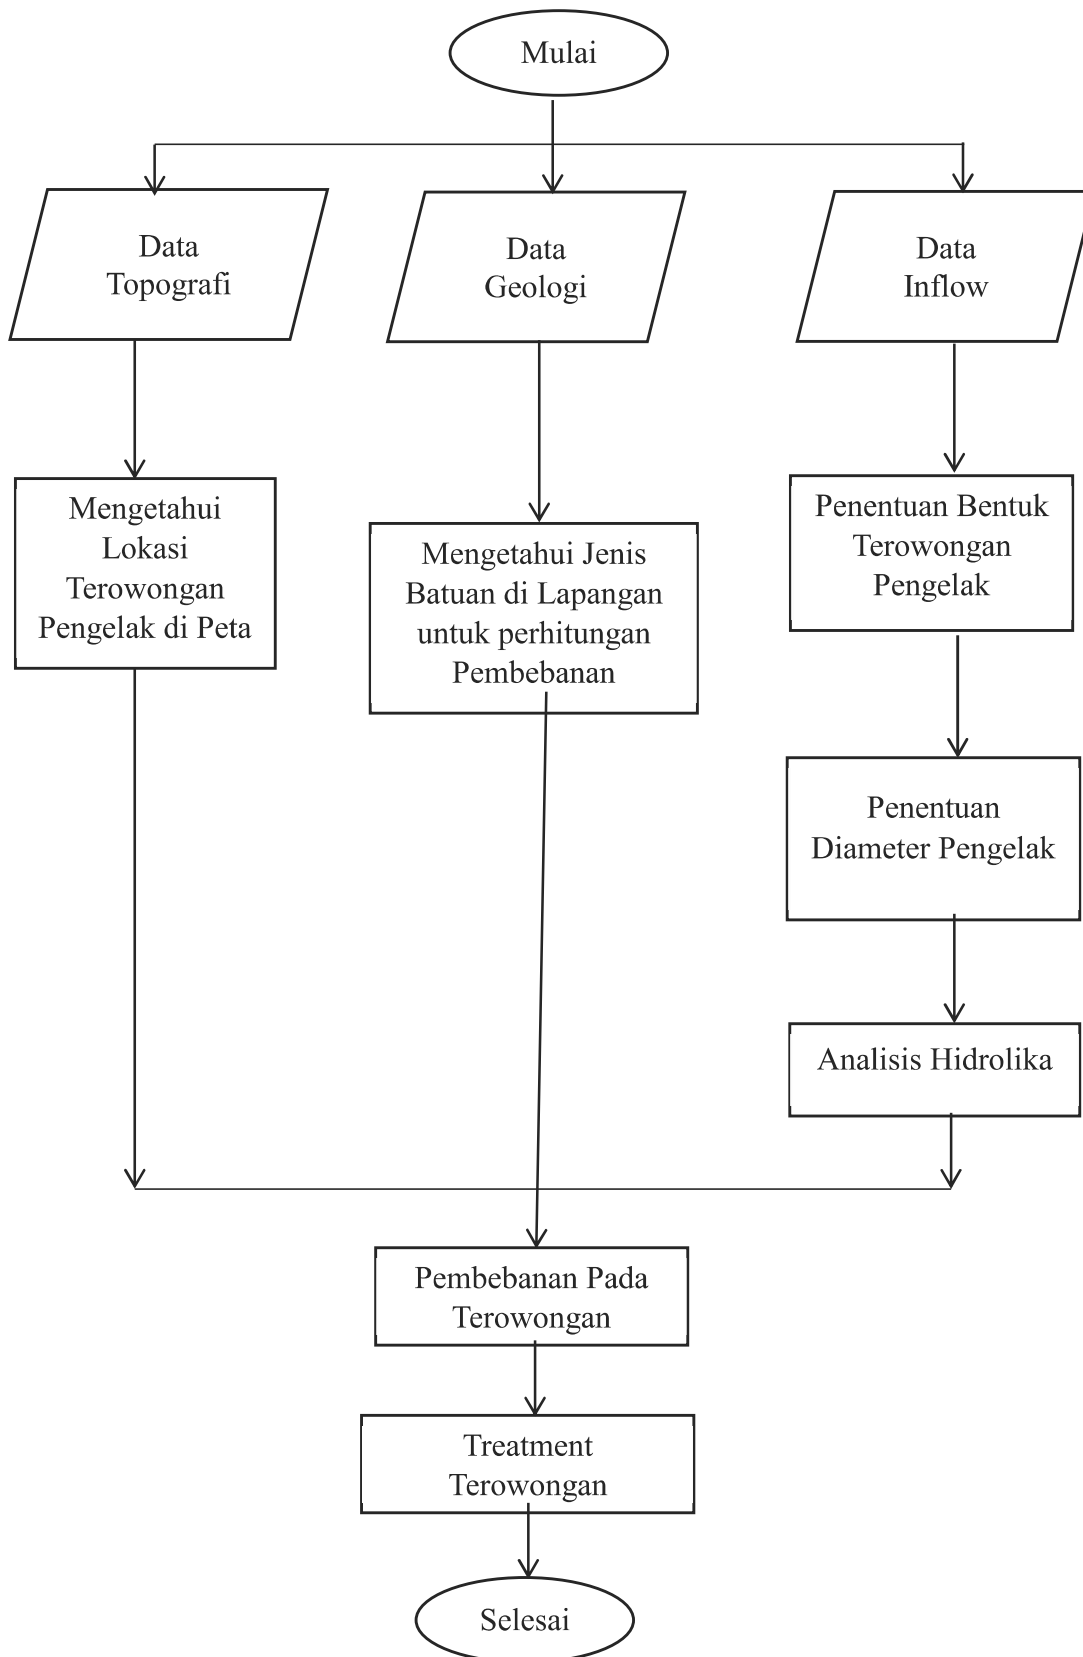 Mulai
Data
Topografi
Data
Geologi
Data
Inflow
Mengetahui
Lokasi
Terowongan
Pengelak di Peta
Mengetahui Jenis
Batuan di Lapangan
untuk perhitungan
Pembebanan
Penentuan Bentuk
Terowongan
Pengelak
Penentuan
Diameter Pengelak
Analisis Hidrolika
Pembebanan Pada
Terowongan
Treatment
Terowongan
Selesai